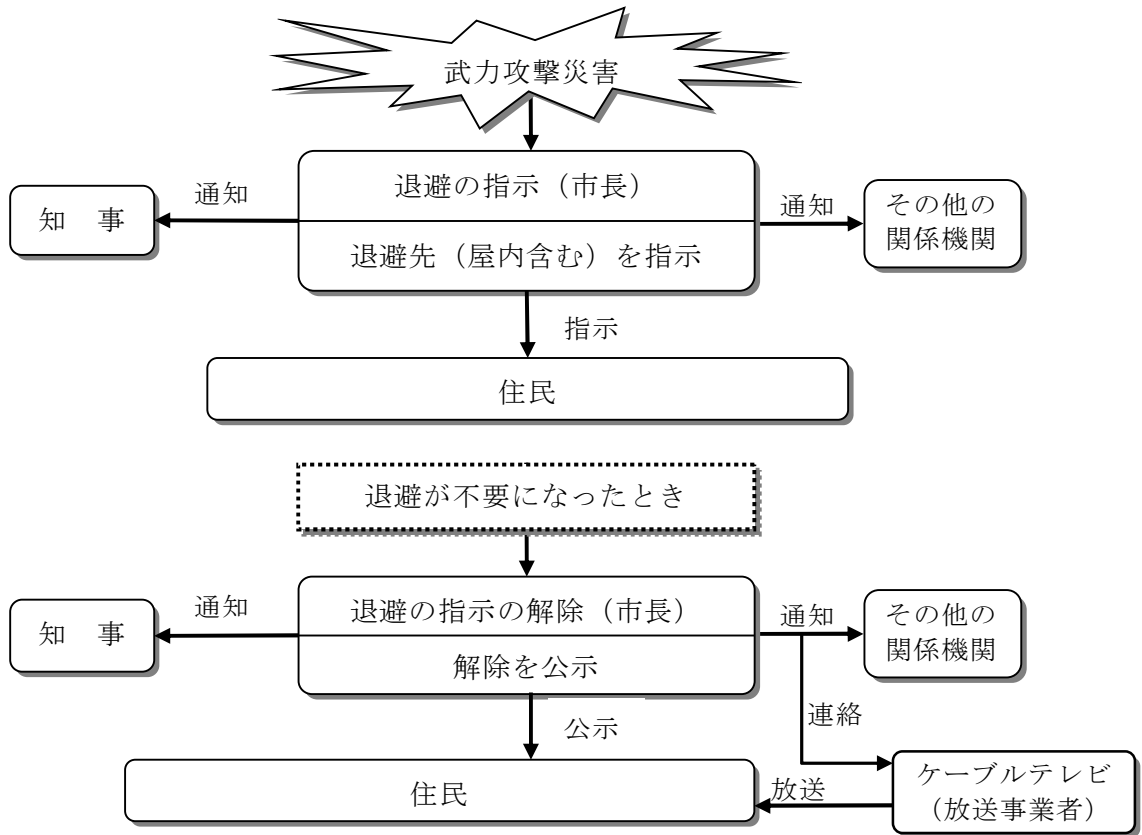 武力攻撃災害
退避の指示（市長）
通知
知　事
通知
その他の
関係機関
退避先（屋内含む）を指示
指示
住民
退避が不要になったとき
退避の指示の解除（市長）
通知
知　事
通知
その他の
関係機関
解除を公示
公示
連絡
ケーブルテレビ
（放送事業者）
放送
住民